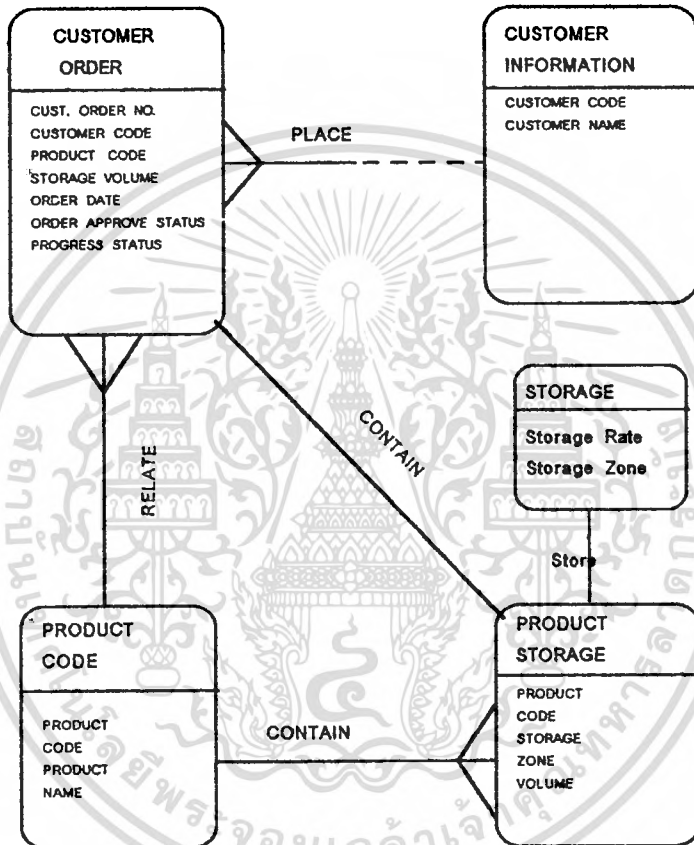 CUSTOMER
ORDER
CUST. ORDER NO.
CUSTOMER CODE
PRODUCT CODE
STORAGE VOLUME
ORDER DATE
ORDER APPROVE STATUS
PROGRESS STATUS
PLACE
CUSTOMER
INFORMATION
CUSTOMER CODE
CUSTOMER NAME
CONTAIN
RELATE
STORAGE
Storage Rate
Storage Zone
Store
PRODUCT
CODE
PRODUCT
CODE
PRODUCT
NAME
CONTAIN
PRODUCT
STORAGE
PRODUCT
CODE
STORAGE
ZONE
VOLUME